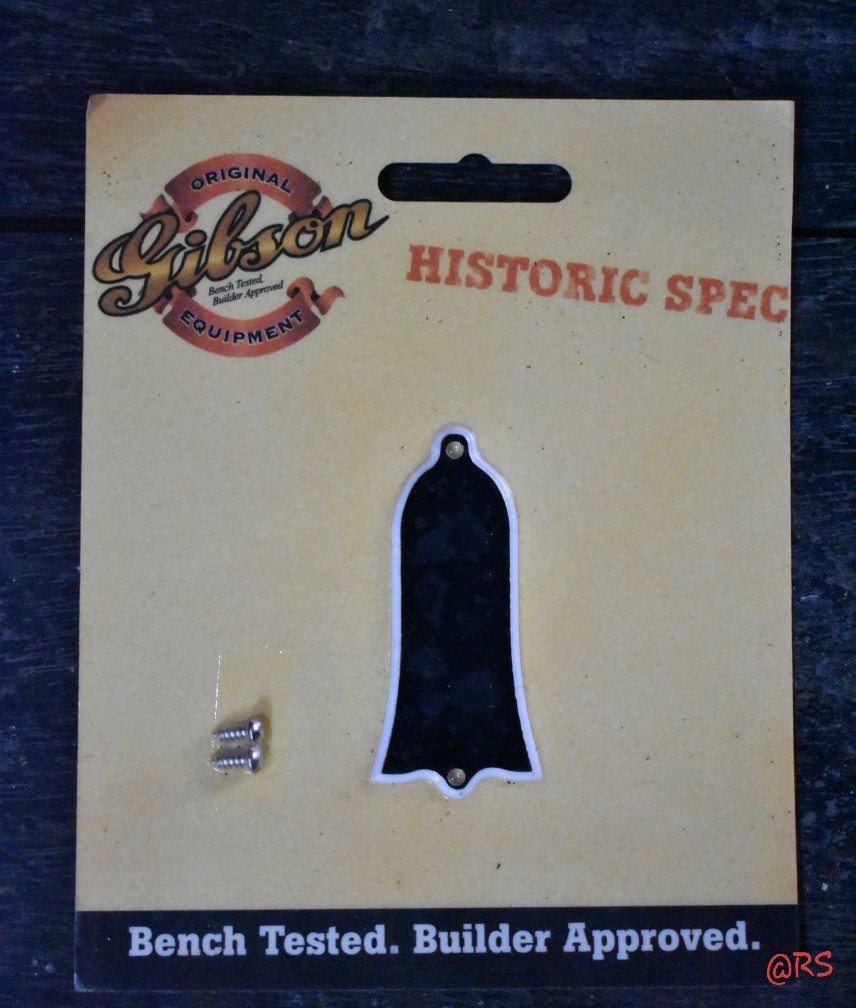 ORIGINAL
Gibson
Bench Tested,
Builder Approved
EQUIPMENT
HISTORIC SPEC
Bench Tested. Builder Approved.
@RS